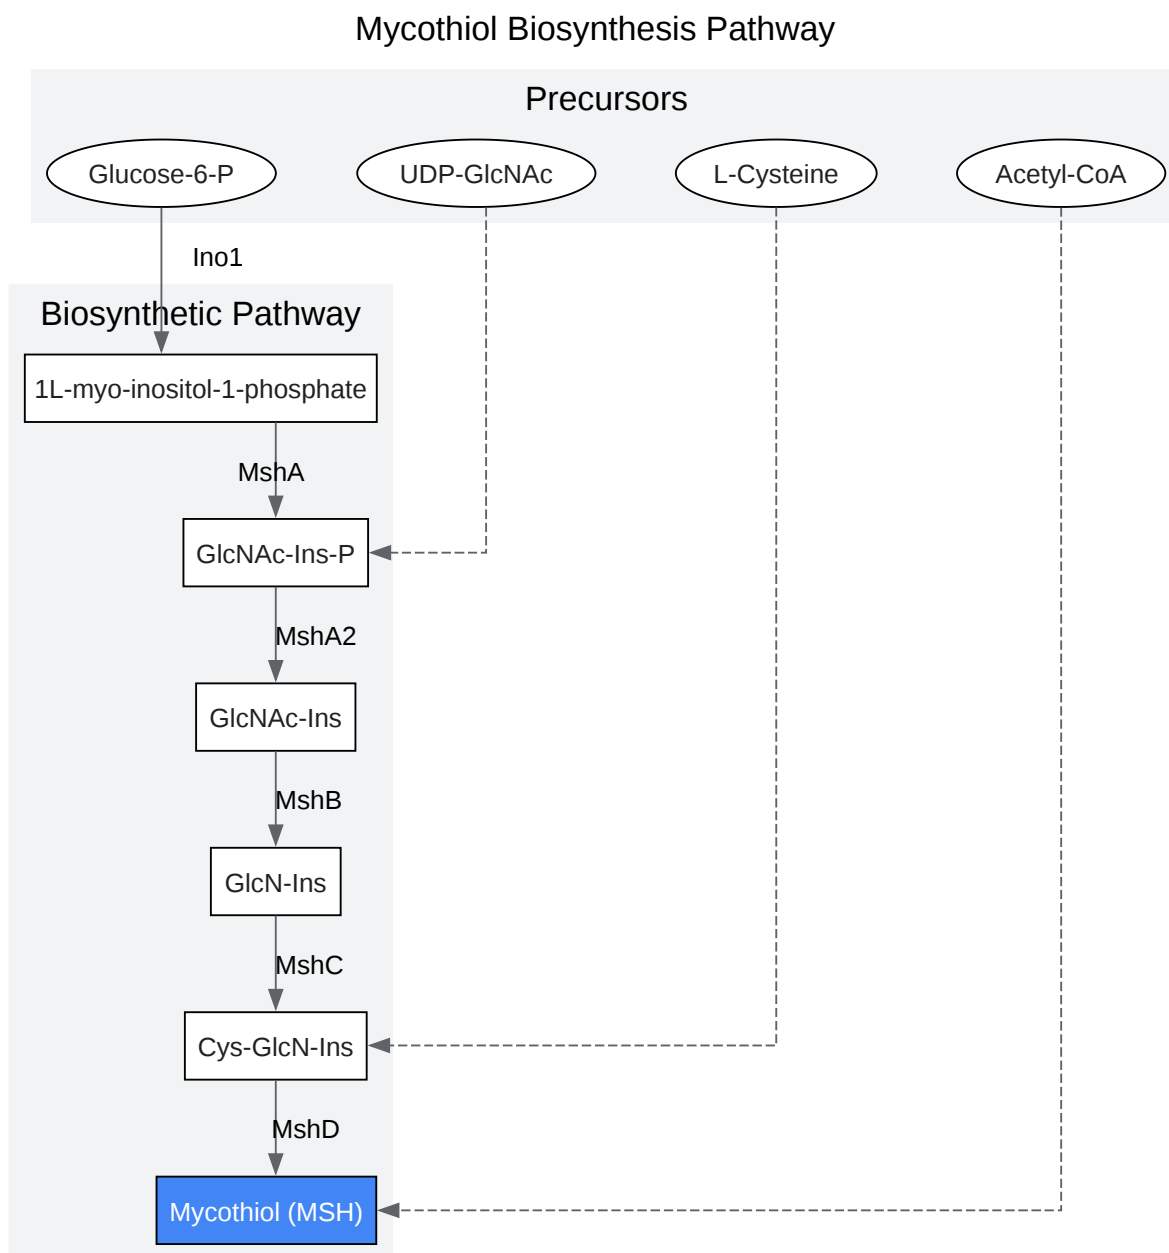 Mycothiol Biosynthesis Pathway
Precursors
Glucose-6-P
UDP-GlcNAc
L-Cysteine
Acetyl-CoA
Ino1
Biosynthetic Pathway
1L-myo-inositol-1-phosphate
MshA
GlcNAc-Ins-P
MshA2
GlcNAc-Ins
MshB
GlcN-Ins
MshC
Cys-GlcN-Ins
MshD
Mycothiol (MSH)